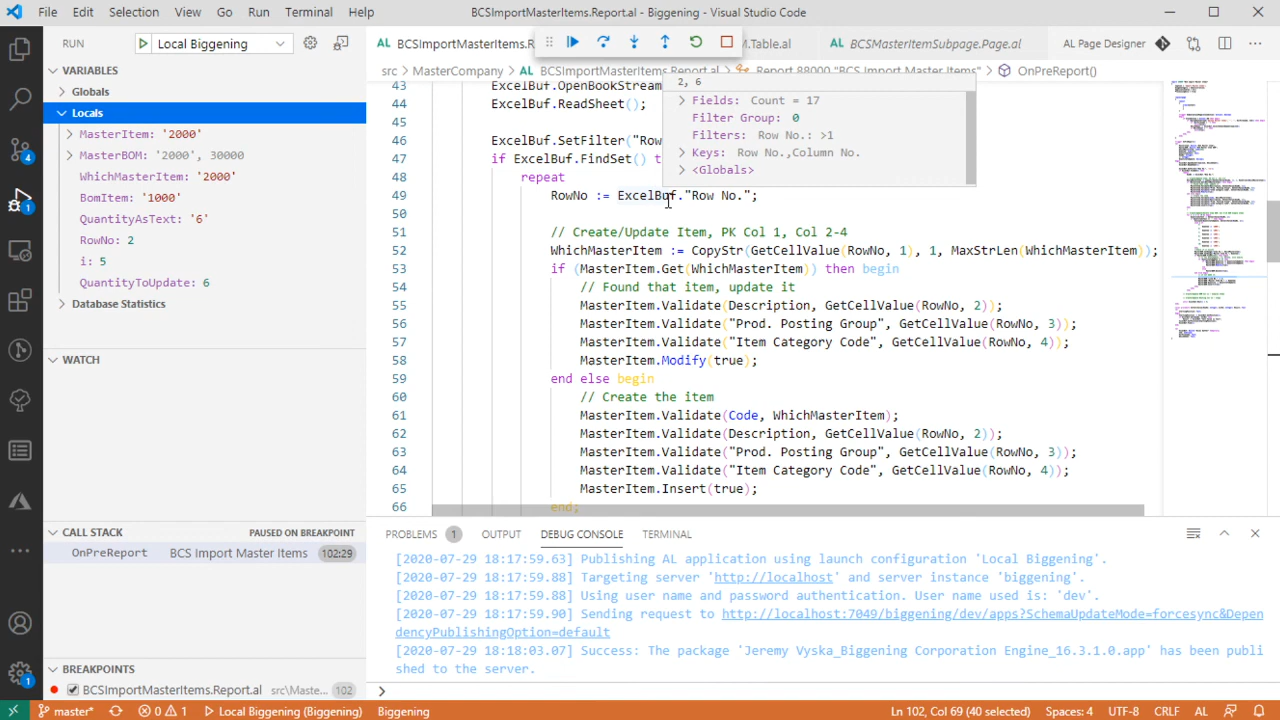 File Edit Selection View Go Run Terminal Help BCSImportMasterItems.Report.al - Biggening - Visual Studio Code
RUN Local Biggening
BCSImportMasterItems.R M.Table.al BCSMasterItemSubpage.Page.al AL Page Designer
src > MasterCompany > AL BCSImportMasterItems.Report.al > Report 88000 "BCS Import Master Items" > OnPreReport()
VARIABLES
Globals
Locals
MasterItem: '2000'
MasterBOM: '2000', 30000
WhichMasterItem: '2000'
BomItem: '1000'
QuantityAsText: '6'
RowNo: 2
i: 5
QuantityToUpdate: 6
Database Statistics
WATCH
CALL STACK PAUSED ON BREAKPOINT
OnPreReport BCS Import Master Items 102:29
BREAKPOINTS
BCSImportMasterItems.Report.al src\Maste... 102
2, 6
Fields: Count = 17
Filter Group: 0
Filters: Row No.: >1
Keys: Row No.,Column No.
<Globals>
43 ExcelBuf.OpenBookStream
44 ExcelBuf.ReadSheet();
45
46 ExcelBuf.SetFilter("Row
47 if ExcelBuf.FindSet() t
48 repeat
49 RowNo := ExcelBuf."Row No.";
50
51 // Create/Update Item, PK Col1, Col 2-4
52 WhichMasterItem := CopyStr(GetCellValue(RowNo, 1), 1, MaxStrLen(WhichMasterItem));
53 if (MasterItem.Get(WhichMasterItem)) then begin
54 // Found that item, update it
55 MasterItem.Validate(Description, GetCellValue(RowNo, 2));
56 MasterItem.Validate("Prod. Posting Group", GetCellValue(RowNo, 3));
57 MasterItem.Validate("Item Category Code", GetCellValue(RowNo, 4));
58 MasterItem.Modify(true);
59 end else begin
60 // Create the item
61 MasterItem.Validate(Code, WhichMasterItem);
62 MasterItem.Validate(Description, GetCellValue(RowNo, 2));
63 MasterItem.Validate("Prod. Posting Group", GetCellValue(RowNo, 3));
64 MasterItem.Validate("Item Category Code", GetCellValue(RowNo, 4));
65 MasterItem.Insert(true);
66 end;
PROBLEMS 1 OUTPUT DEBUG CONSOLE TERMINAL
[2020-07-29 18:17:59.63] Publishing AL application using launch configuration 'Local Biggening'.
[2020-07-29 18:17:59.88] Targeting server 'http://localhost' and server instance 'biggening'.
[2020-07-29 18:17:59.88] Using user name and password authentication. User name used is: 'dev'.
[2020-07-29 18:17:59.90] Sending request to http://localhost:7049/biggening/dev/apps?SchemaUpdateMode=forcesync&Depen
dencyPublishingOption=default
[2020-07-29 18:18:03.07] Success: The package 'Jeremy Vyska_Biggening Corporation Engine_16.3.1.0.app' has been publi
shed to the server.
master* 0 1 Local Biggening (Biggening) Biggening Ln 102, Col 69 (40 selected) Spaces: 4 UTF-8 CRLF AL